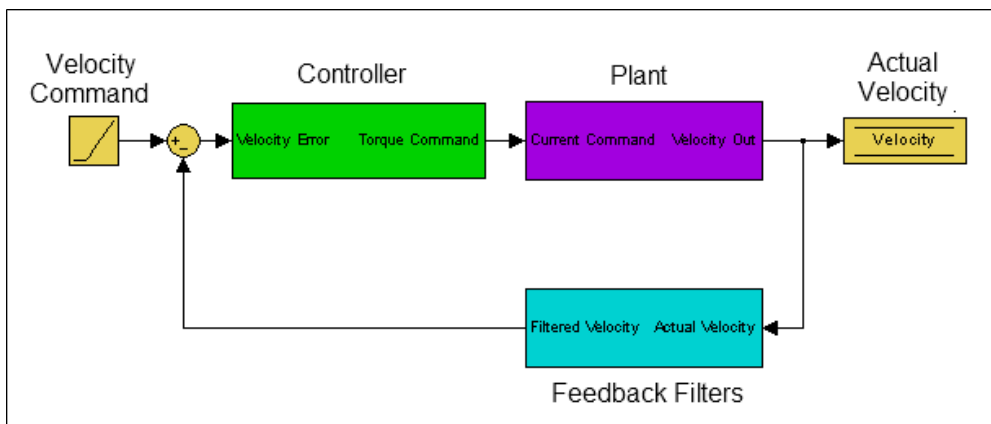 Velocity
Command
Controller
Plant
Actual
Velocity
+
-
Velocity Error
Torque Command
Current Command
Velocity Out
Velocity
Filtered Velocity
Actual Velocity
Feedback Filters